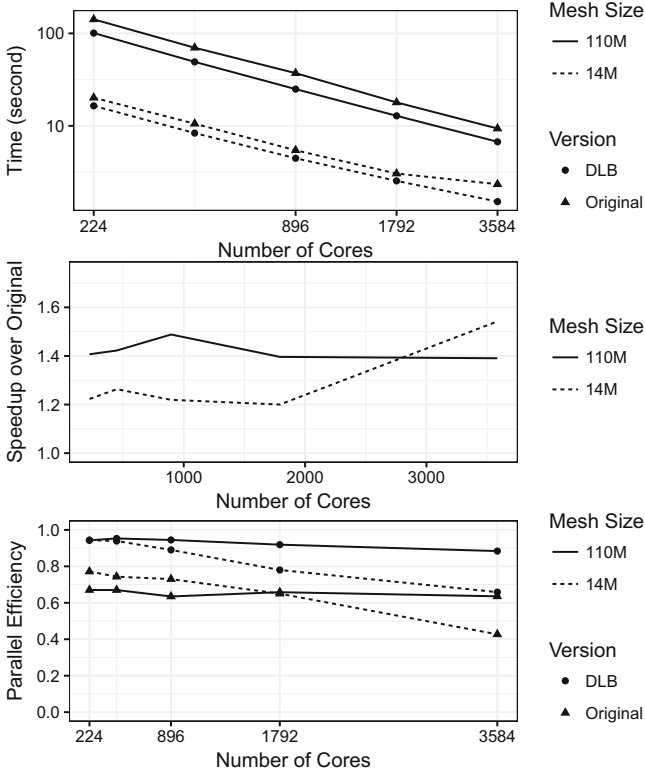 Time (second)
100
10
224
896
1792
3584
Number of Cores
Mesh Size
110M
14M
Version
DLB
Original
Speedup over Original
1.6
1.4
1.2
1.0
1000
2000
3000
Number of Cores
Mesh Size
110M
14M
Parallel Efficiency
1.0
0.8
0.6
0.4
0.2
0.0
224
896
1792
3584
Number of Cores
Mesh Size
110M
14M
Version
DLB
Original